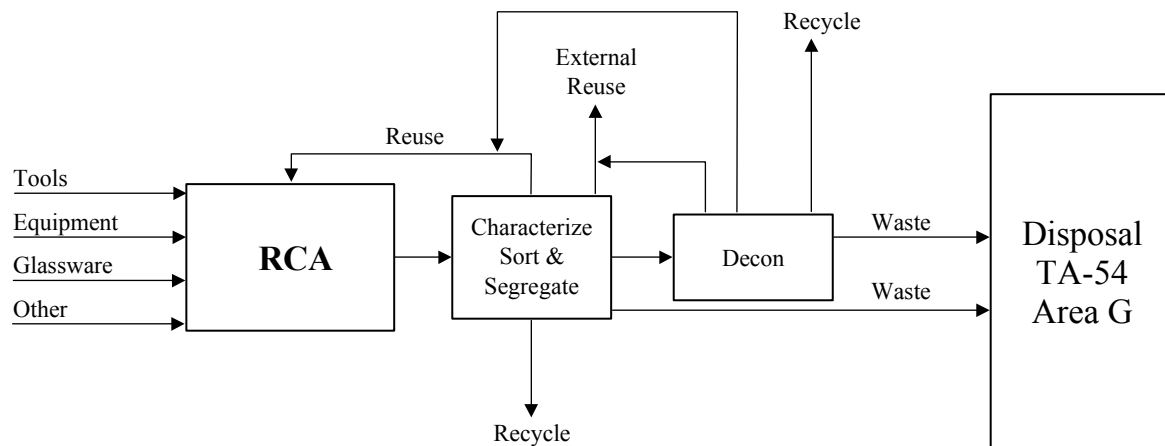 Recycle
External
Reuse
Reuse
Tools
Equipment
Glassware
Other
RCA
Characterize
Sort &
Segregate
Decon
Waste
Waste
Disposal
TA-54
Area G
Recycle